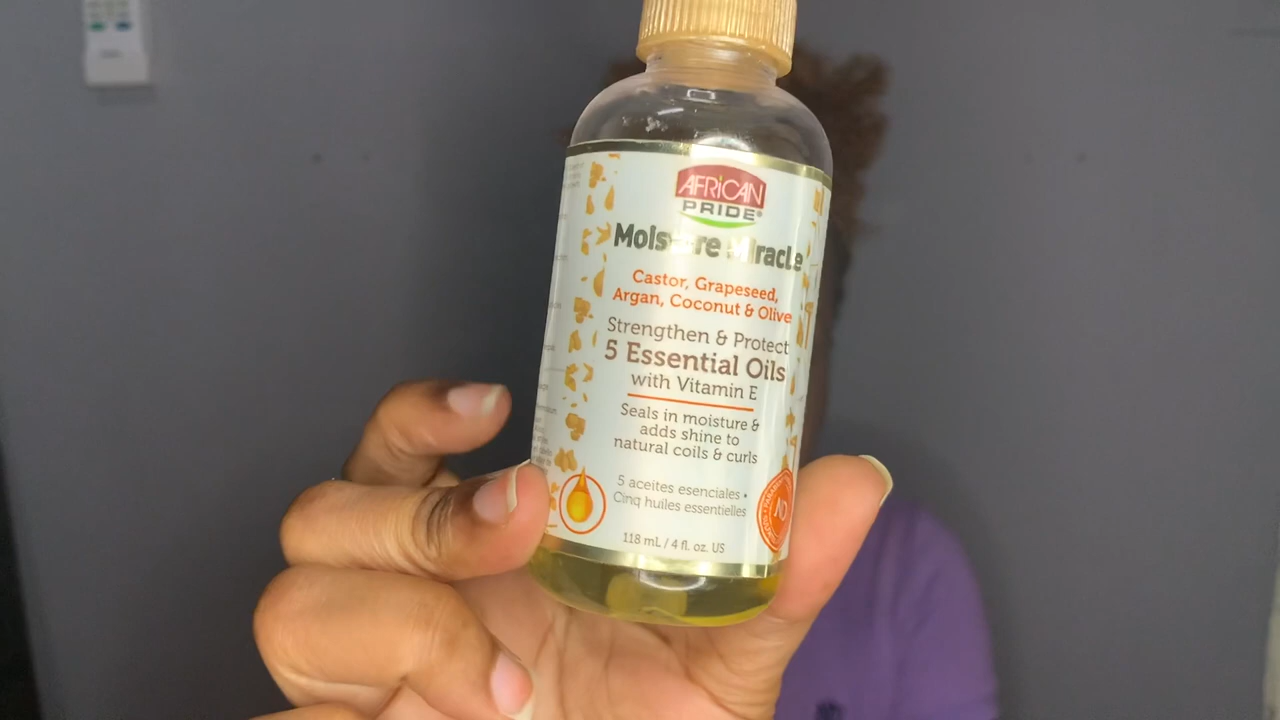 AFRICAN
PRIDE®
Moisture Miracle
Castor, Grapeseed,
Argan, Coconut & Olive
Strengthen & Protect
5 Essential Oils
with Vitamin E
Seals in moisture &
adds shine to
natural coils & curls
5 aceites esenciales •
Cinq huiles essentielles
118 mL / 4 fl. oz. US
NO